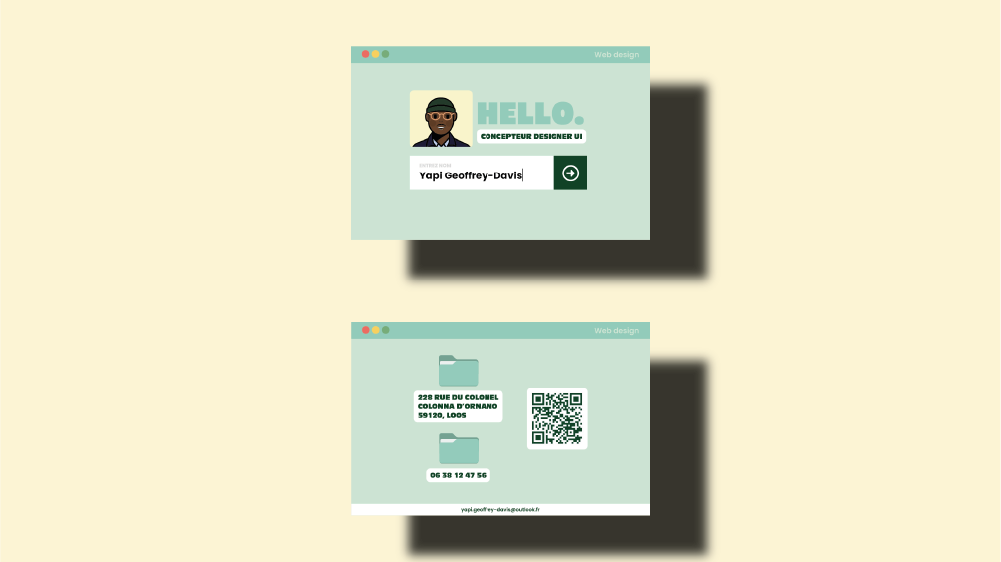 Web design
HELLO.
CONCEPTEUR DESIGNER UI
ENTREZ NOM
Yapi Geoffrey-Davis
Web design
228 RUE DU COLONEL
COLONNA D'ORNANO
59120, LOOS
06 38 12 47 56
yapi.geoffrey-davis@outlook.fr